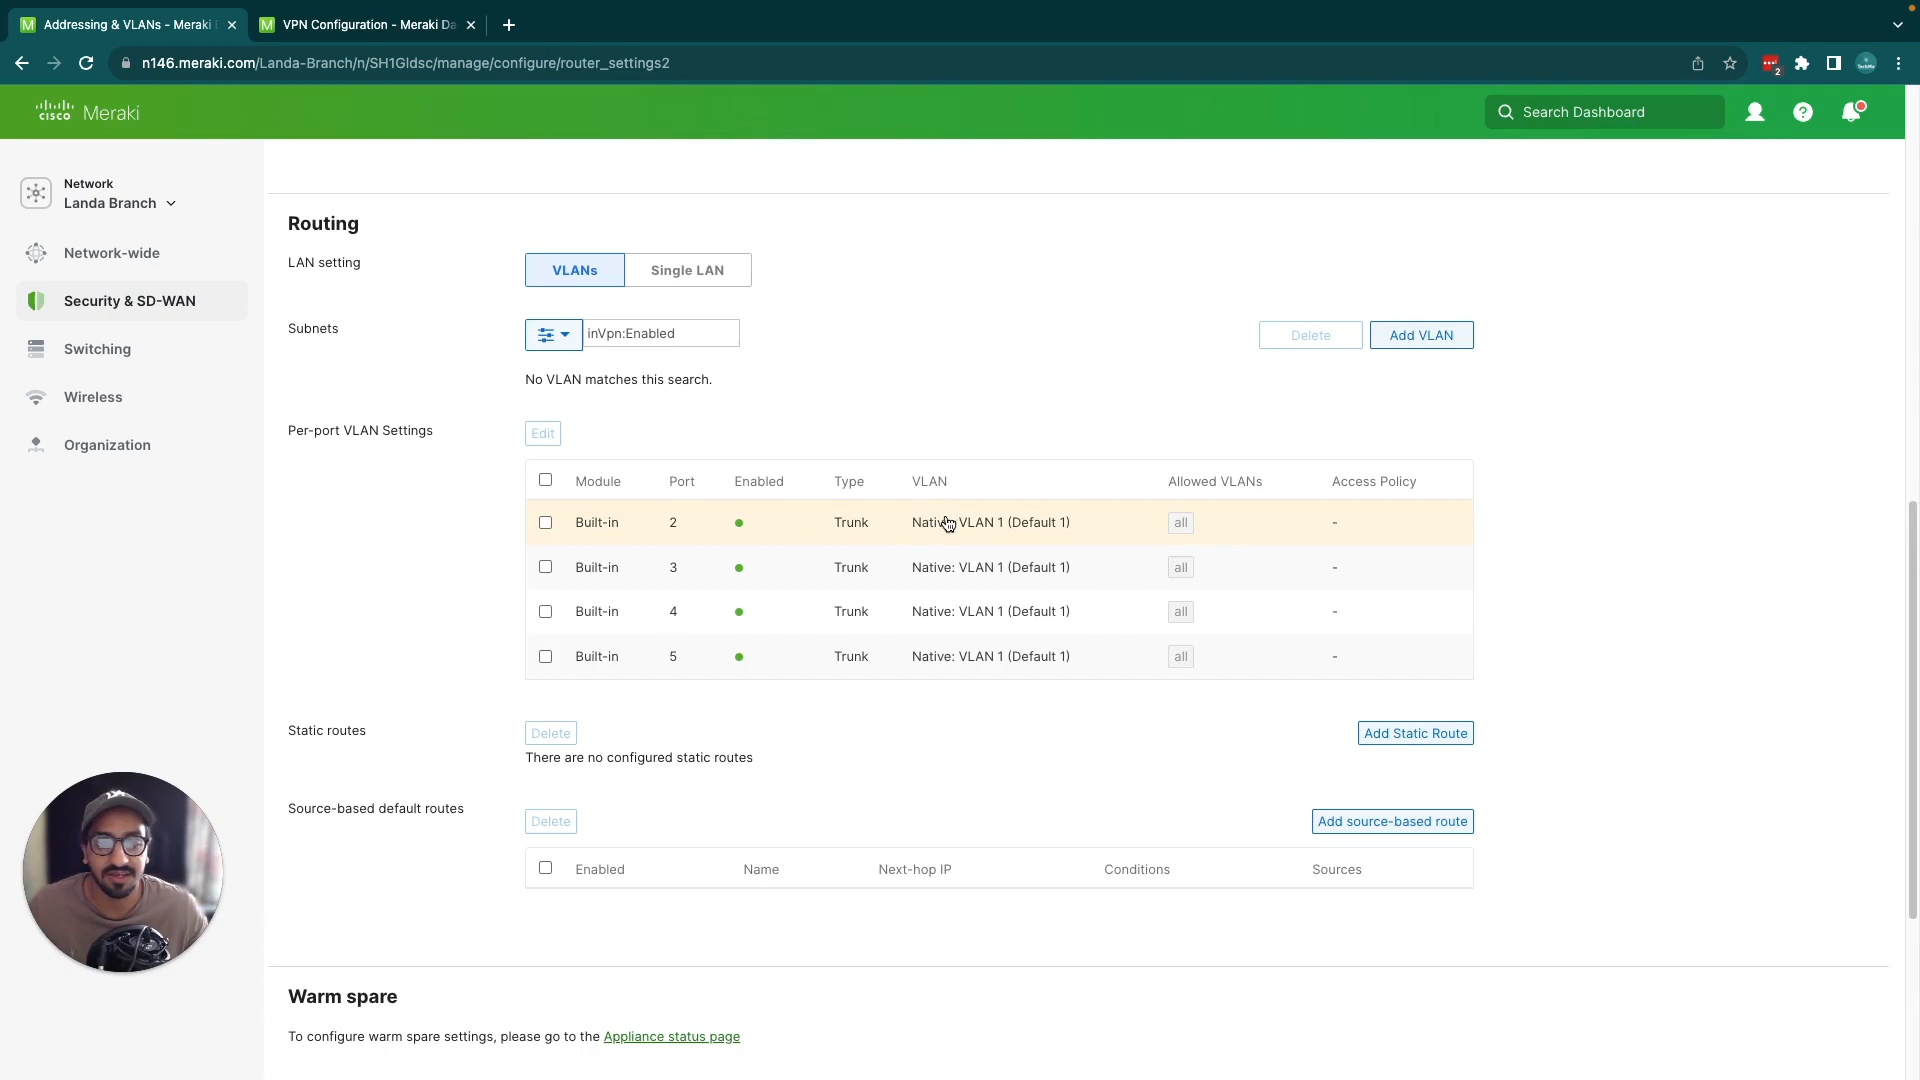 Addressing & VLANs - Meraki
VPN Configuration - Meraki Da
n146.meraki.com/Landa-Branch/n/SH1Gldsc/manage/configure/router_settings2
2
CISCO Meraki
Search Dashboard
Network
Landa Branch
Network-wide
Security & SD-WAN
Switching
Wireless
Organization
Routing
LAN setting
VLANs
Single LAN
Subnets
inVpn:Enabled
Delete
Add VLAN
No VLAN matches this search.
Per-port VLAN Settings
Edit
Module Port Enabled Type VLAN Allowed VLANs Access Policy
Built-in 2 Trunk Native: VLAN 1 (Default 1) all -
Built-in 3 Trunk Native: VLAN 1 (Default 1) all -
Built-in 4 Trunk Native: VLAN 1 (Default 1) all -
Built-in 5 Trunk Native: VLAN 1 (Default 1) all -
Static routes
Delete
Add Static Route
There are no configured static routes
Source-based default routes
Delete
Add source-based route
Enabled Name Next-hop IP Conditions Sources
Warm spare
To configure warm spare settings, please go to the Appliance status page